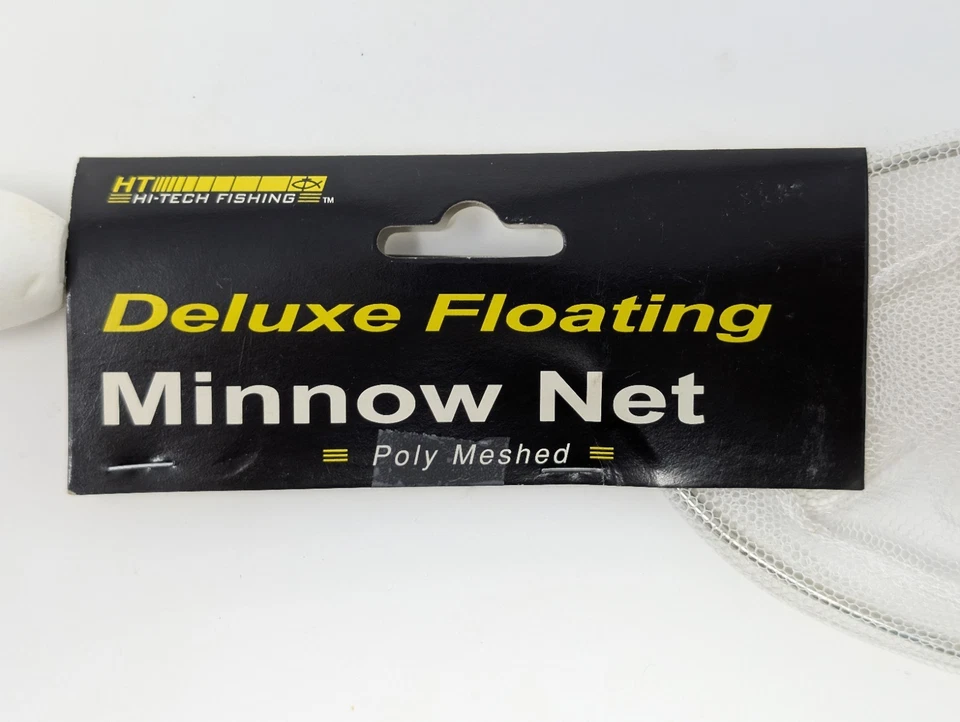 HT
HI-TECH FISHING™
Deluxe Floating
Minnow Net
Poly Meshed